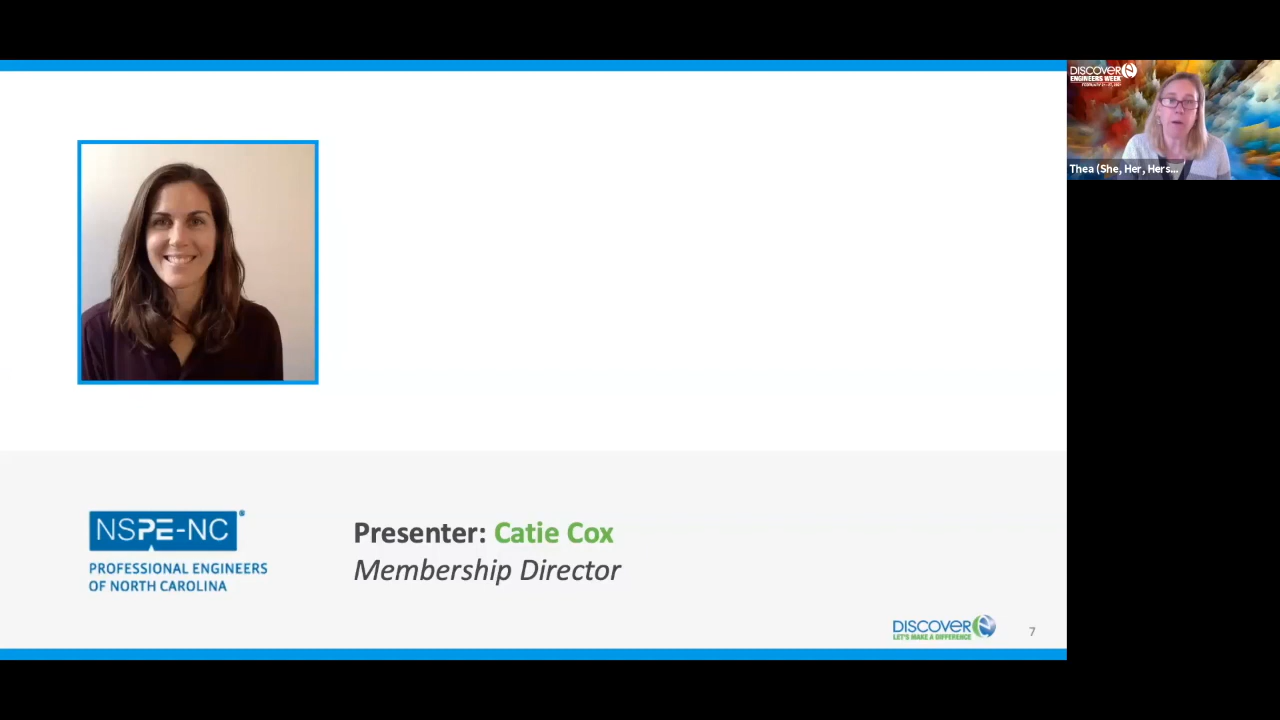 NSPE-NC
PROFESSIONAL ENGINEERS
OF NORTH CAROLINA
Presenter: Catie Cox
Membership Director
DISCOVER
LET'S MAKE A DIFFERENCE
7
DISCOVER
ENGINEERS WEEK
Thea (She, Her, Hers...